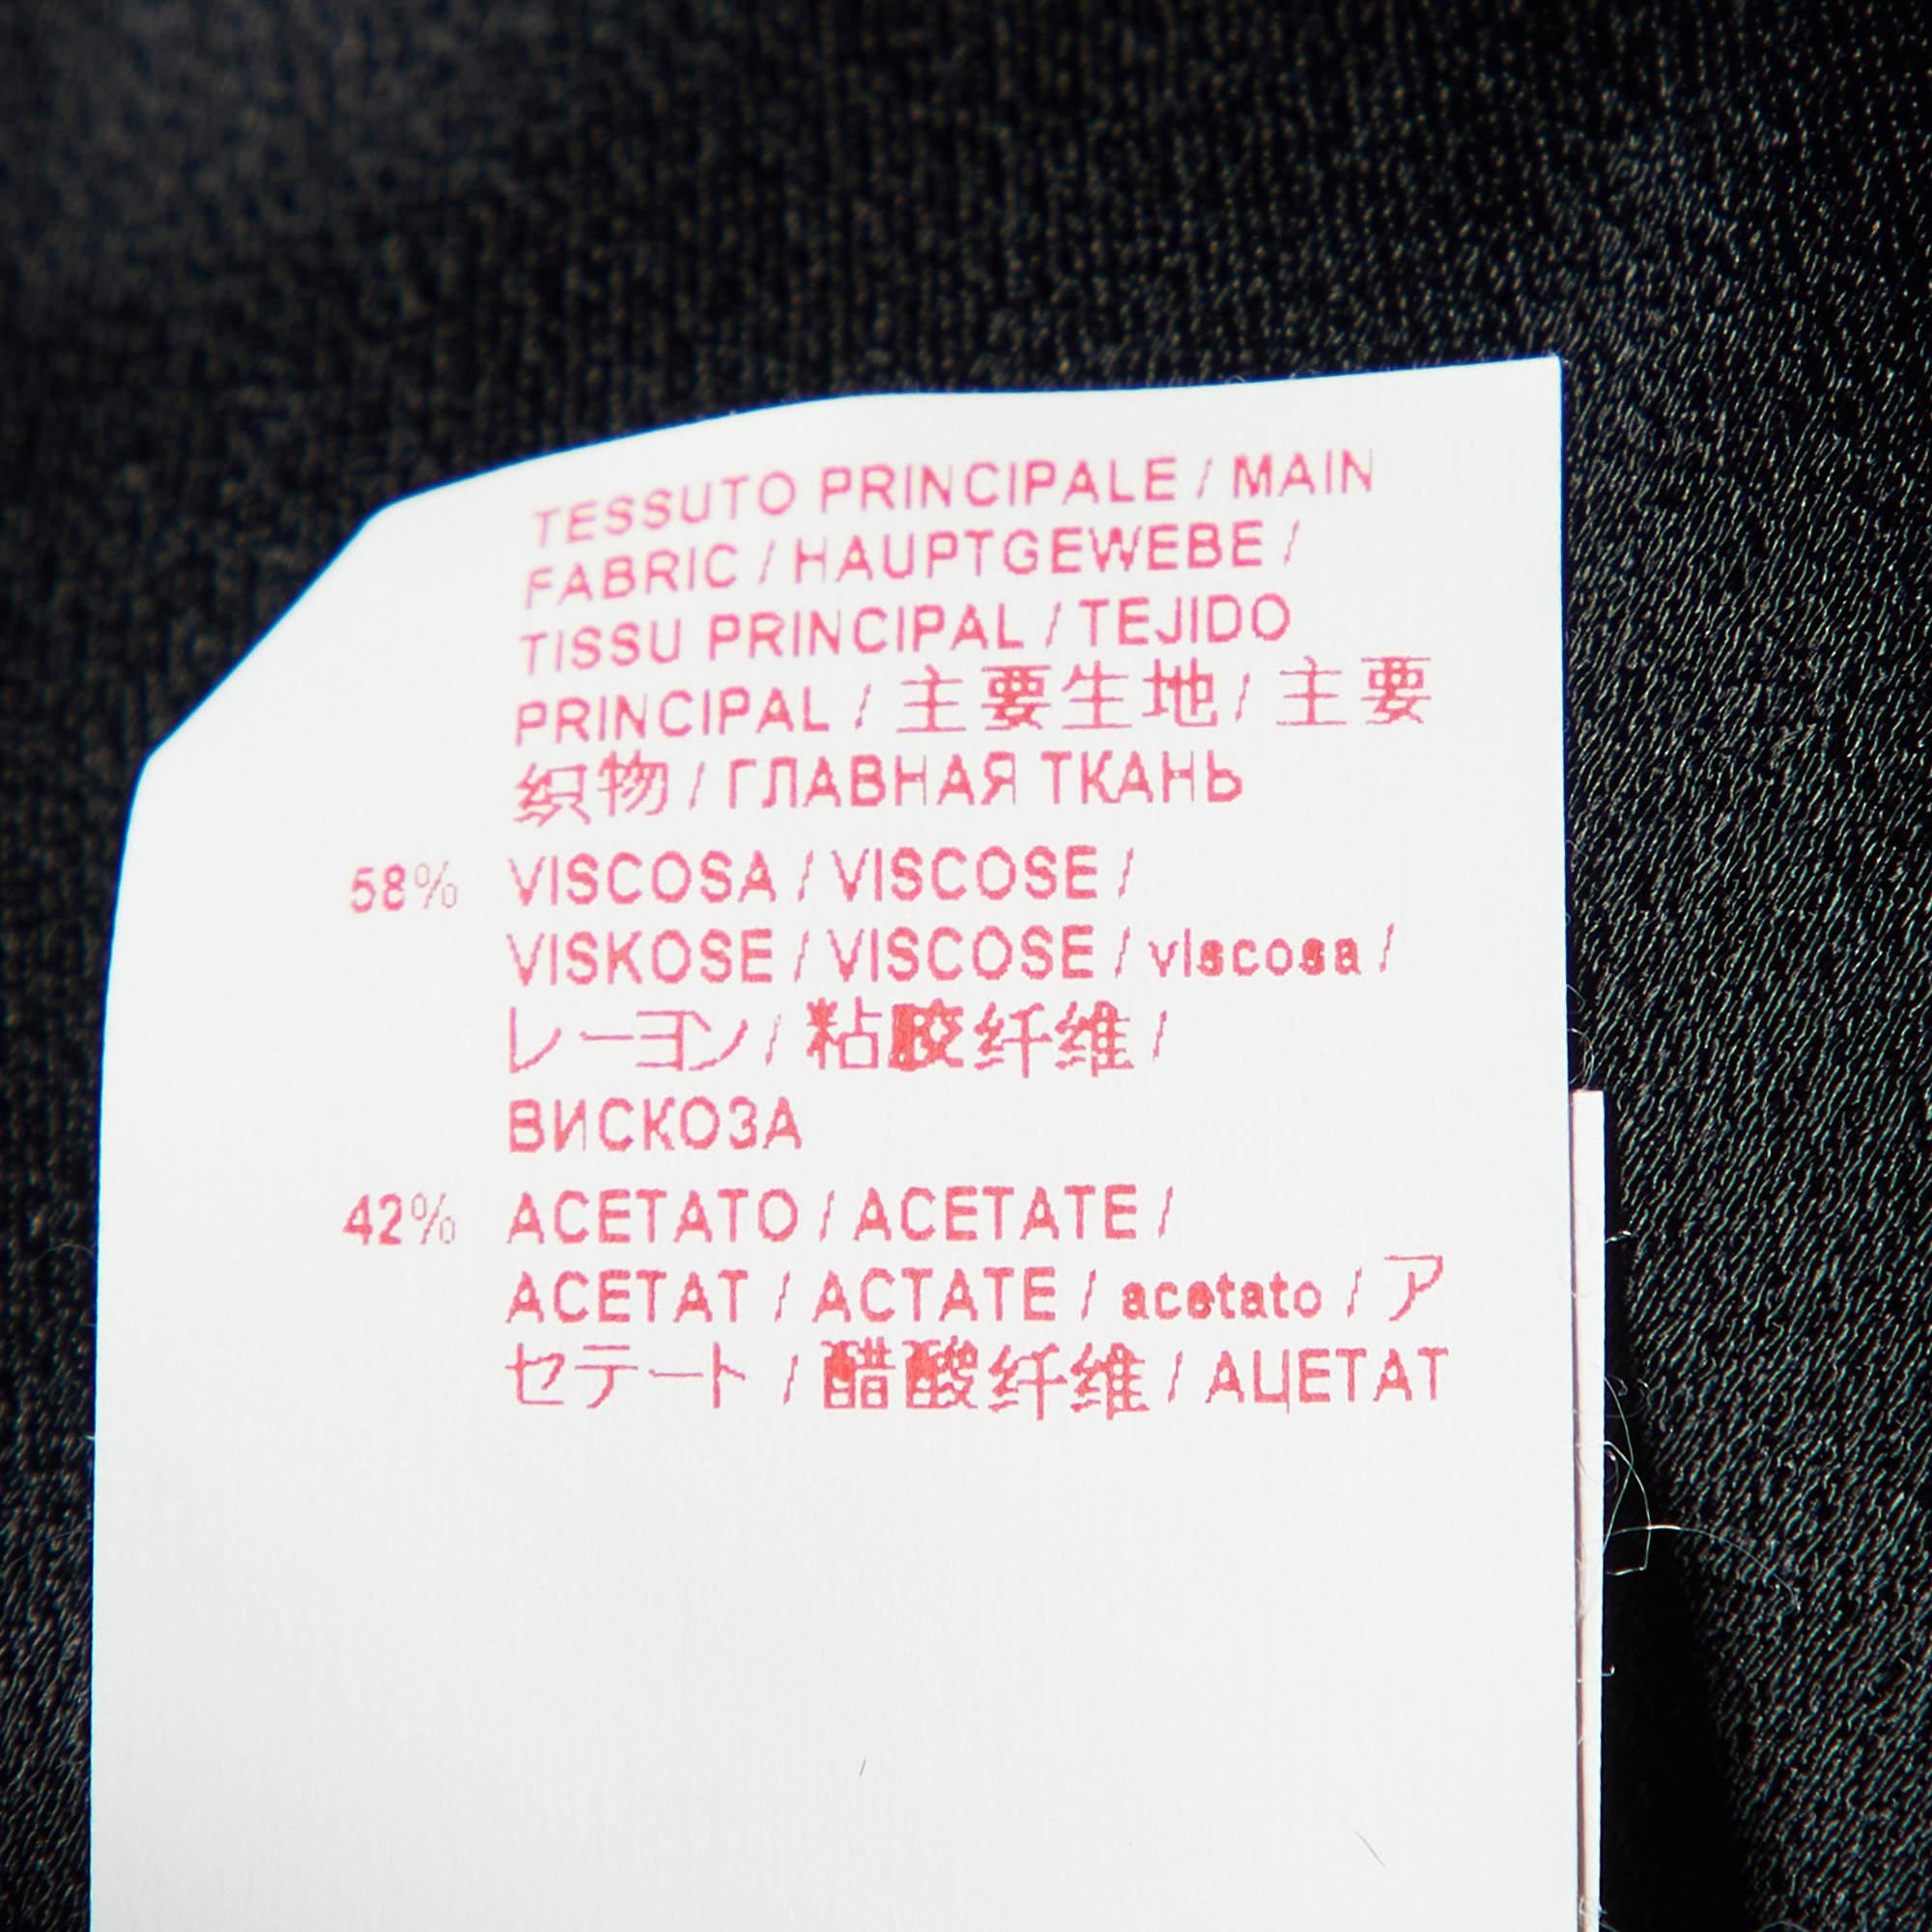 TESSUTO PRINCIPALE / MAIN
FABRIC / HAUPTGEWEBE /
TISSU PRINCIPAL / TEJIDO
PRINCIPAL / 主要生地 / 主要
织物 / ГЛАВНАЯ ТКАНЬ
58% VISCOSA / VISCOSE /
VISKOSE / VISCOSE / viscosa /
レーヨン / 粘胶纤维 /
ВИСКОЗА
42% ACETATO / ACETATE /
ACETAT / ACTATE / acetato / ア
セテート / 醋酸纤维 / АЦЕТАТ